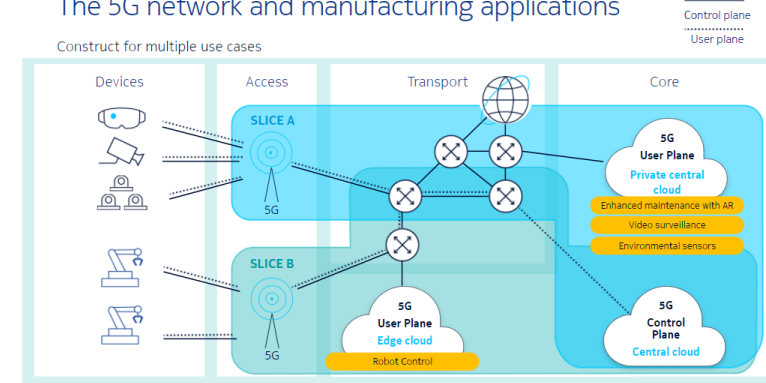 The 5G network and manufacturing applications
Control plane
User plane
Construct for multiple use cases
Devices
Access
Transport
Core
SLICE A
5G
5G
User Plane
Private central
cloud
Enhanced maintenance with AR
Video surveillance
Environmental sensors
SLICE B
5G
5G
User Plane
Edge cloud
Robot Control
5G
Control
Plane
Central cloud